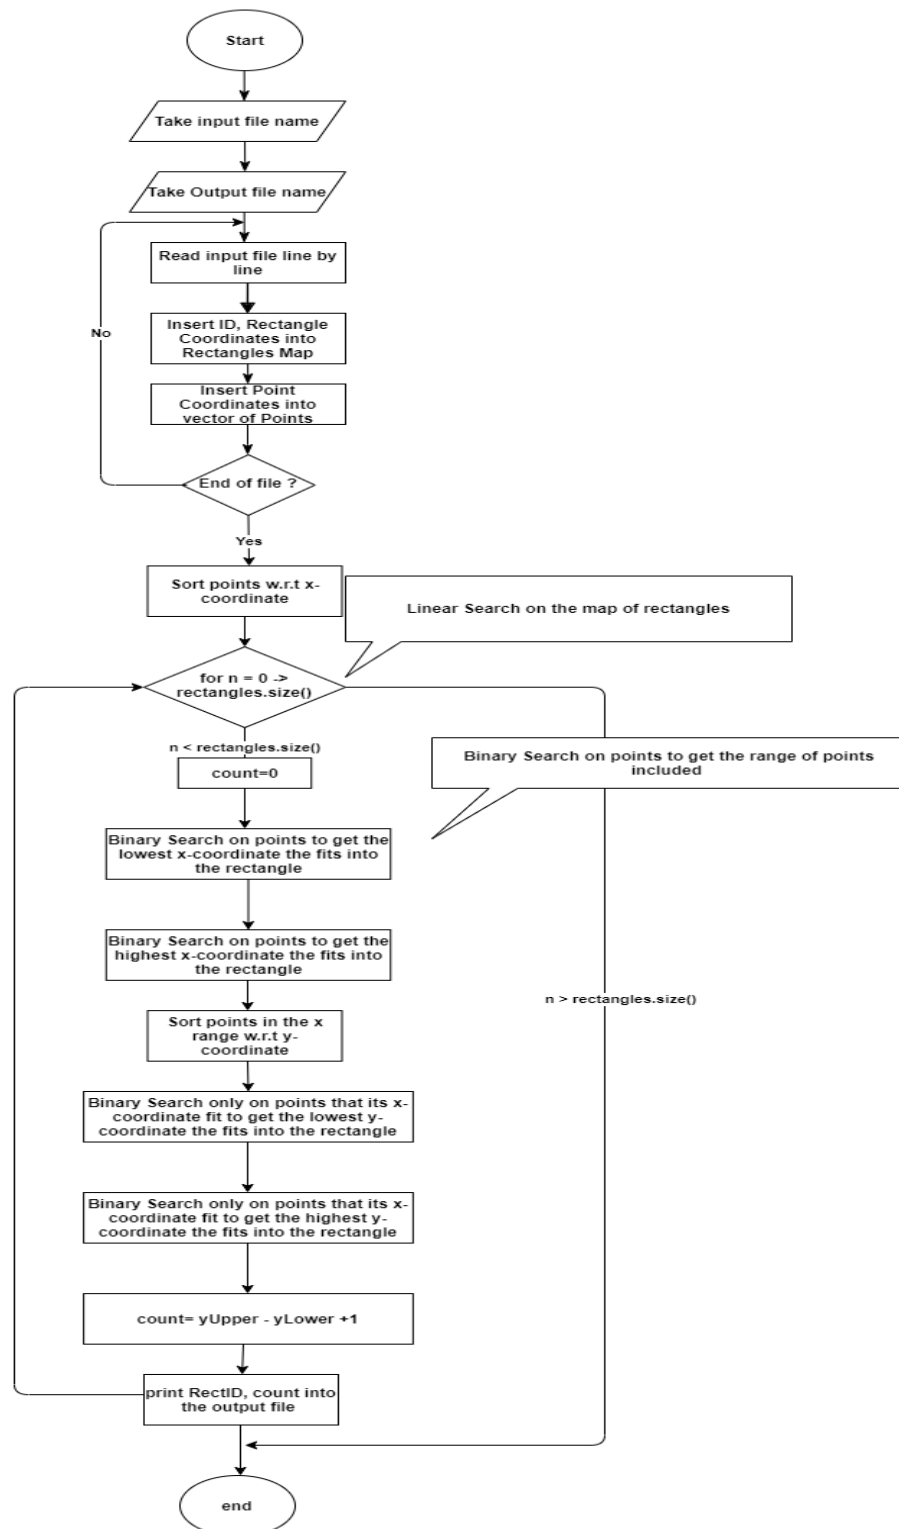 Start
Take input file name
Take Output file name
Read input file line by
line
No
Insert ID, Rectangle
Coordinates into
Rectangles Map
Insert Point
Coordinates into
vector of Points
End of file ?
Yes
Sort points w.r.t x-
coordinate
Linear Search on the map of rectangles
for n = 0 ->
rectangles.size()
n < rectangles.size()
count=0
Binary Search on points to get the range of points
included
Binary Search on points to get the
lowest x-coordinate the fits into
the rectangle
Binary Search on points to get the
highest x-coordinate the fits into
the rectangle
n > rectangles.size()
Sort points in the x
range w.r.t y-
coordinate
Binary Search only on points that its x-
coordinate fit to get the lowest y-
coordinate the fits into the rectangle
Binary Search only on points that its x-
coordinate fit to get the highest y-
coordinate the fits into the rectangle
count= yUpper - yLower +1
print RectID, count into
the output file
end